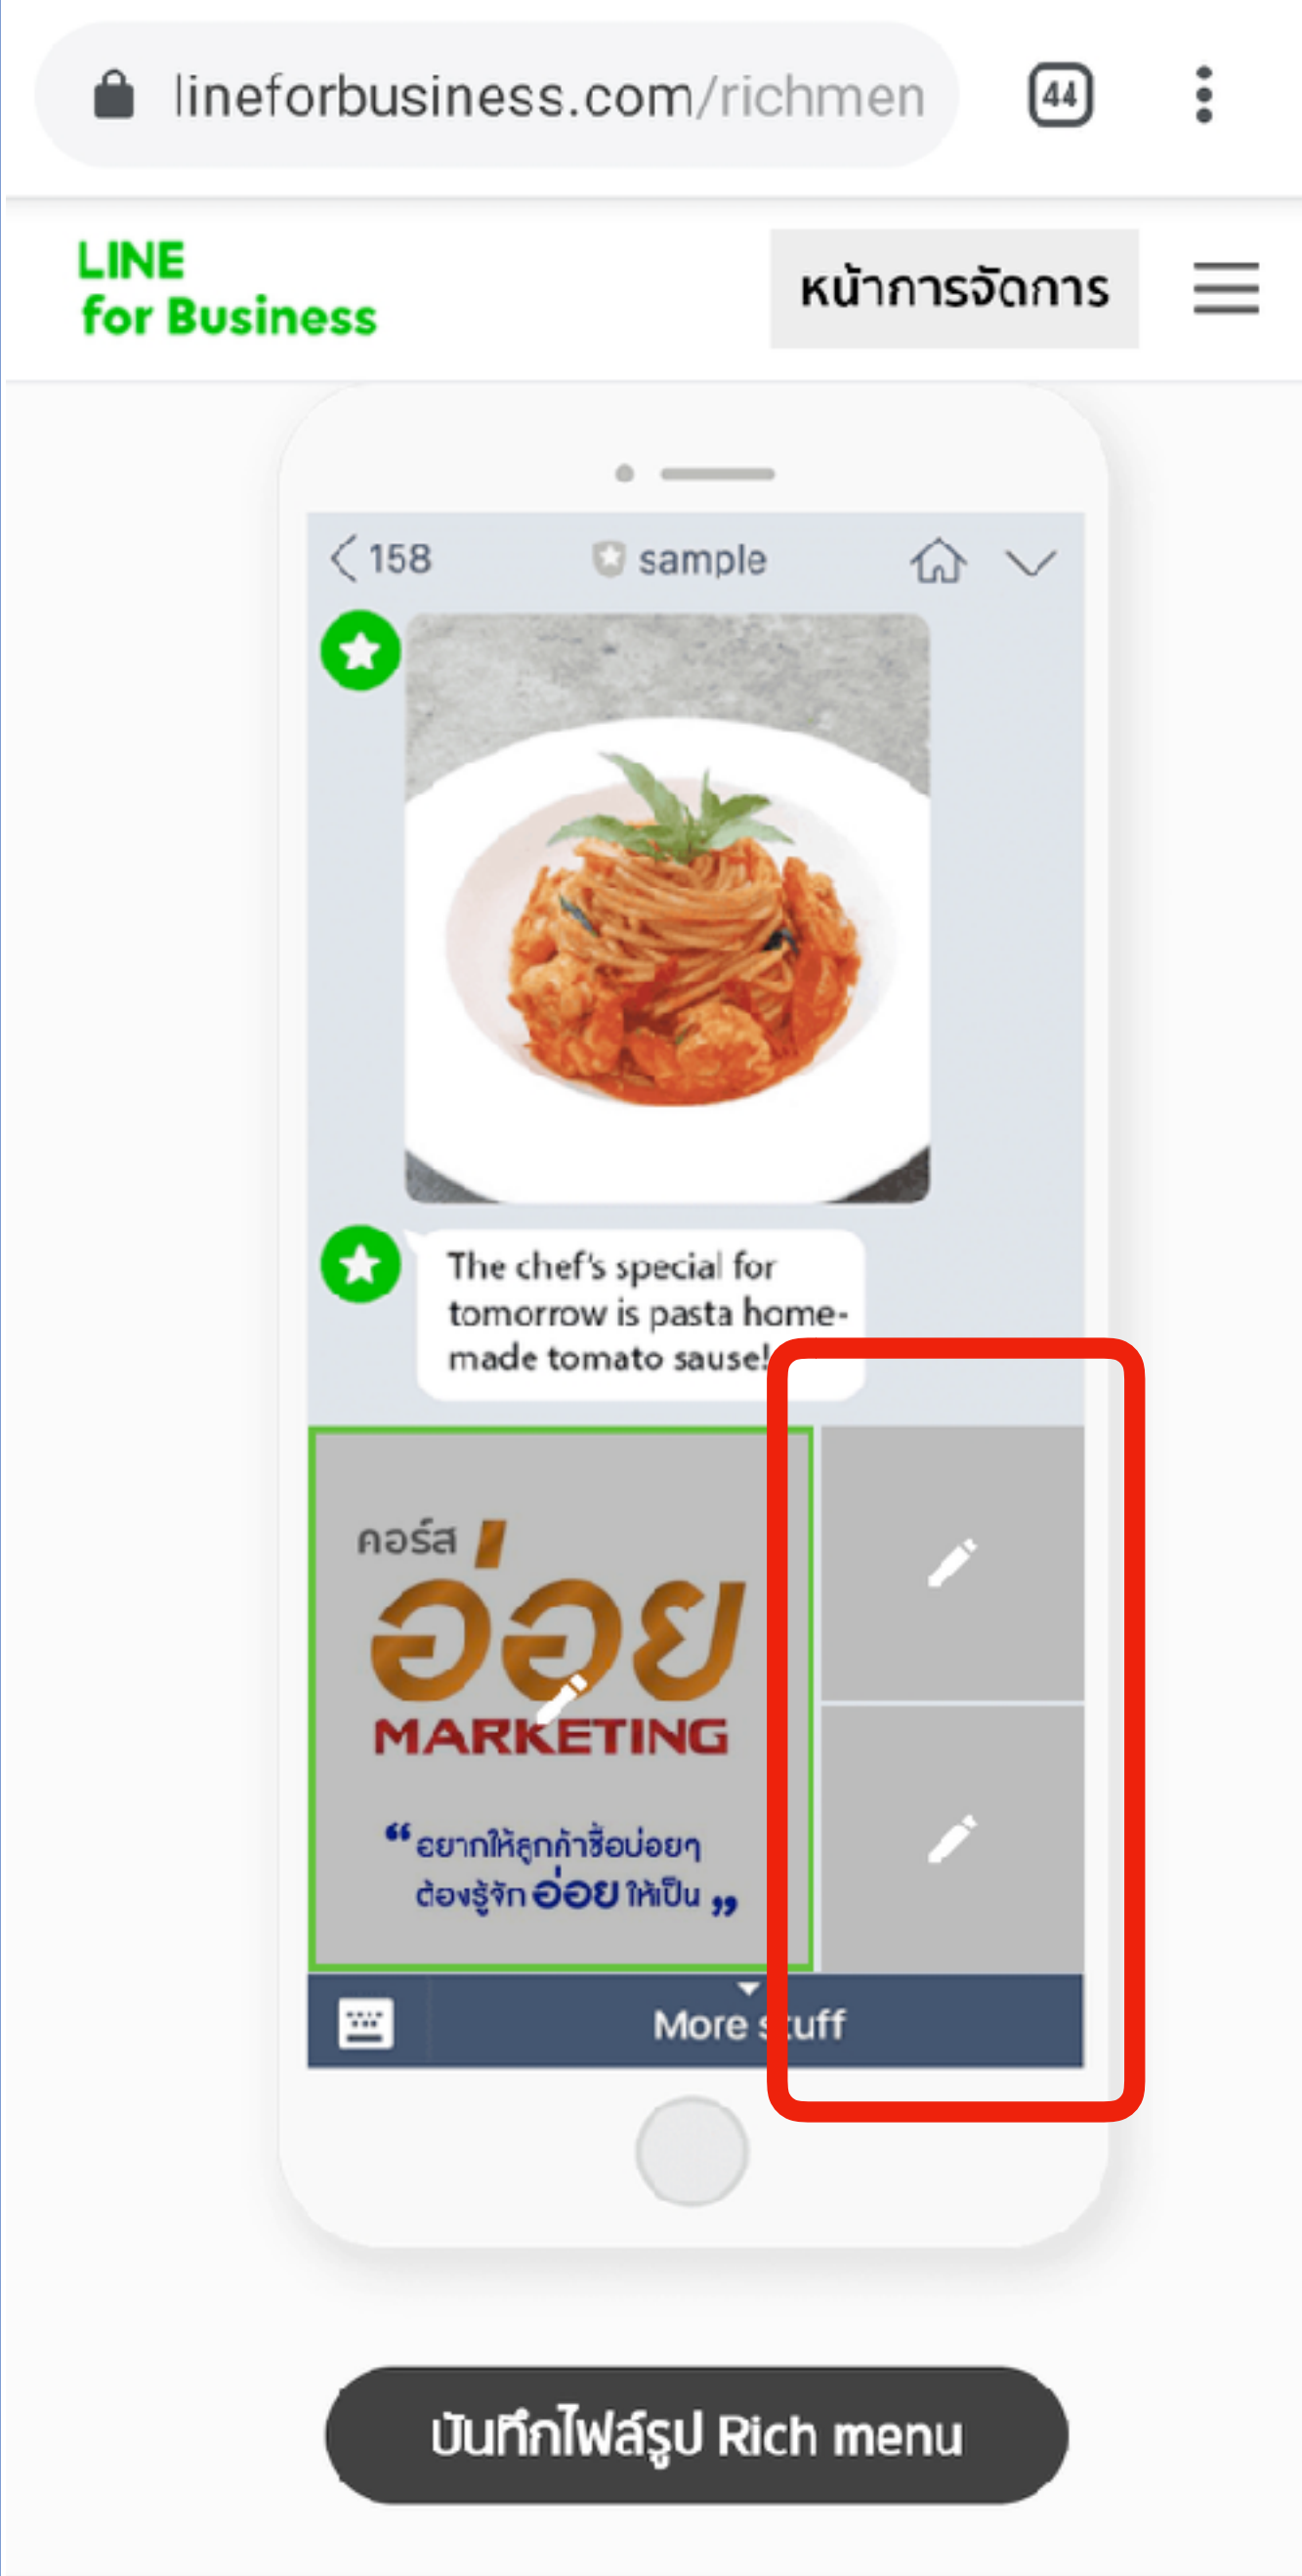 lineforbusiness.com/richmen
44
LINE
for Business
หน้าการจัดการ
158
sample
The chef's special for
tomorrow is pasta home-
made tomato sause!
คอร์ส
อ่อย
MARKETING
“อยากให้ลูกค้าซื้อบ่อยๆ
ต้องรู้จัก อ่อย ให้เป็น„
More stuff
บันทึกไฟล์รูป Rich menu